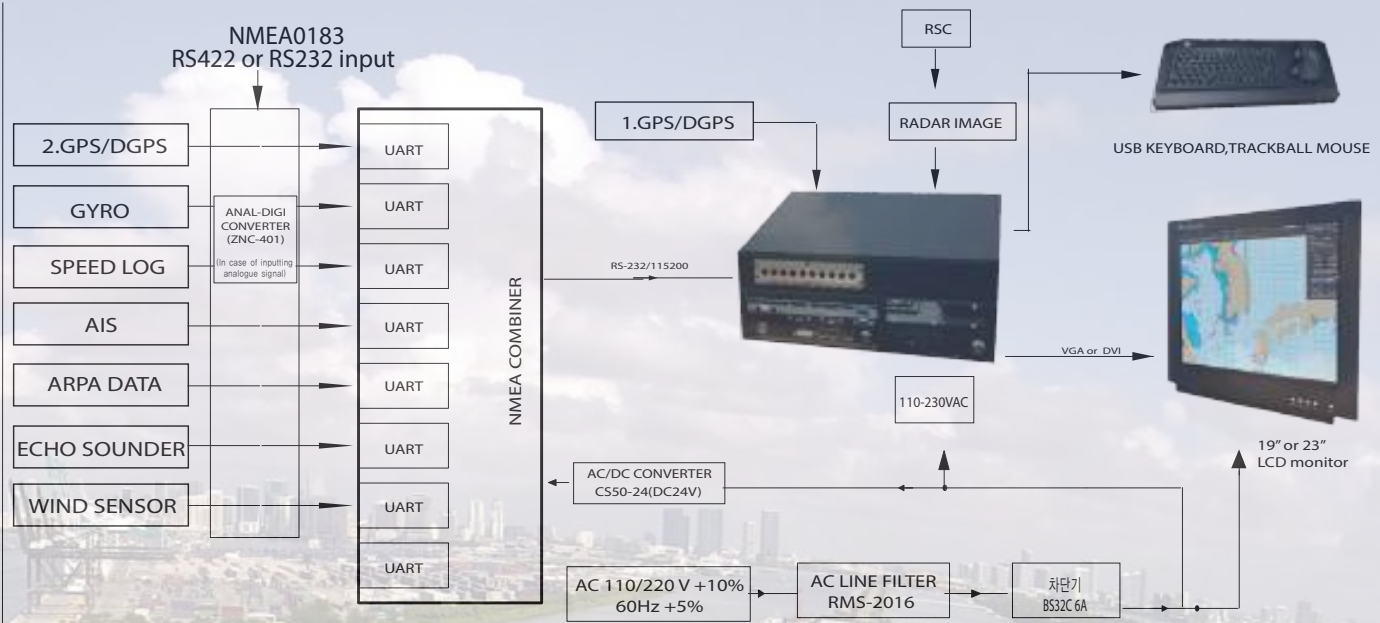 NMEA0183
RS422 or RS232 input
2.GPS/DGPS
GYRO
SPEED LOG
AIS
ARPA DATA
ECHO SOUNDER
WIND SENSOR
ANAL-DIGI
CONVERTER
(ZNC-401)
(In case of inputting
analogue signal)
UART
UART
UART
UART
UART
UART
UART
UART
NMEA COMBINER
1.GPS/DGPS
RSC
RADAR IMAGE
RS-232/115200
USB KEYBOARD,TRACKBALL MOUSE
VGA or DVI
110-230VAC
19” or 23”
LCD monitor
AC/DC CONVERTER
CS50-24(DC24V)
AC 110/220 V +10%
60Hz +5%
AC LINE FILTER
RMS-2016
차단기
BS32C 6A